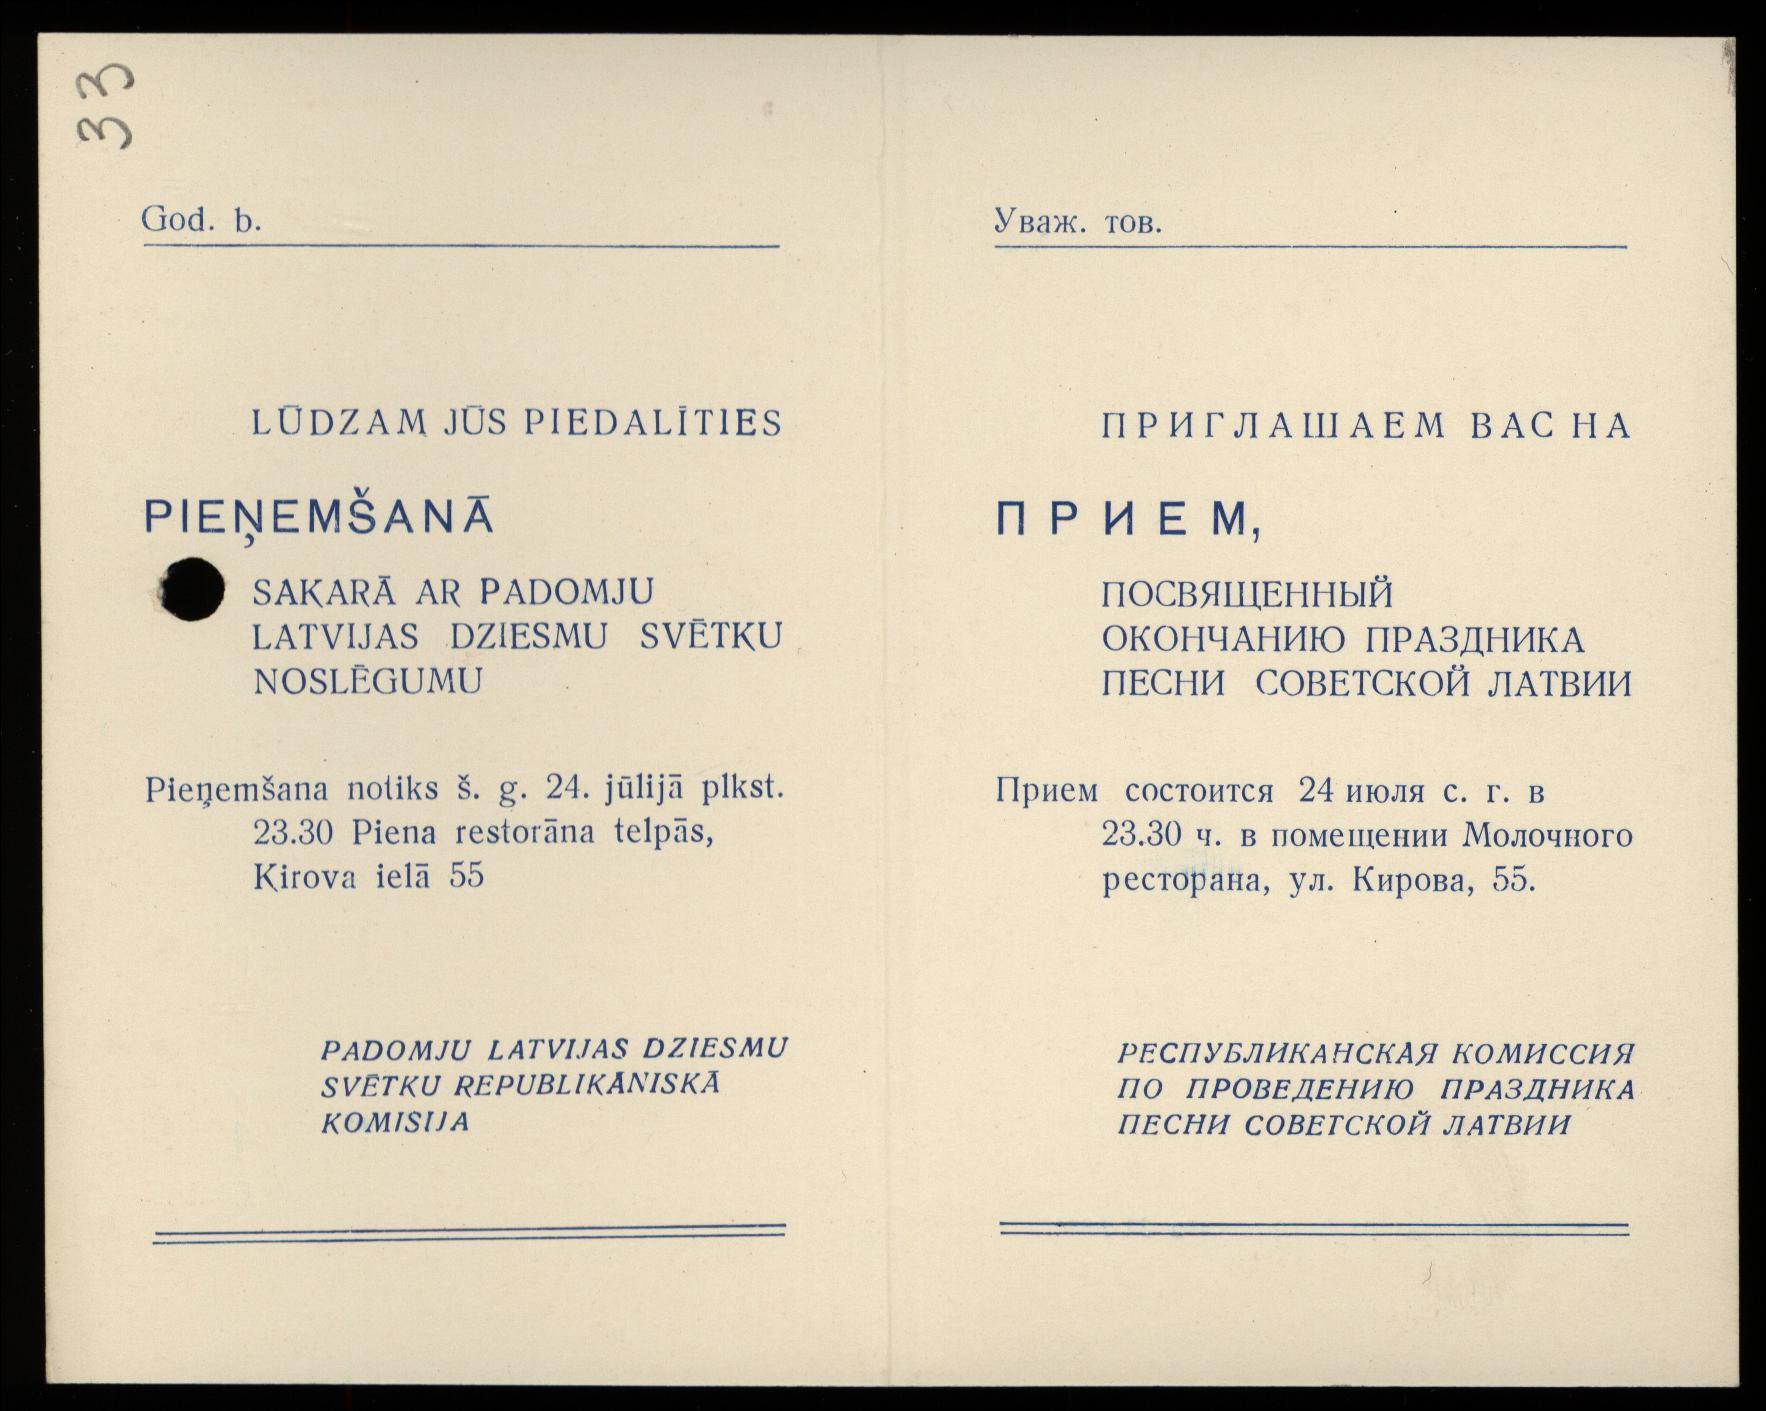 33
God. b.
LŪDZAM JŪS PIEDALĪTIES
PIEŅEMŠANĀ
SAKARĀ AR PADOMJU
LATVIJAS DZIESMU SVĒTKU
NOSLĒGUMU
Pieņemšana notiks š. g. 24. jūlijā plkst.
23.30 Piena restorāna telpās,
Ķirova ielā 55
PADOMJU LATVIJAS DZIESMU
SVĒTKU REPUBLIKĀNISKĀ
KOMISIJA
Уваж. тов.
ПРИГЛАШАЕМ ВАС НА
ПРИЕМ,
ПОСВЯЩЕННЫЙ
ОКОНЧАНИЮ ПРАЗДНИКА
ПЕСНИ СОВЕТСКОЙ ЛАТВИИ
Прием состоится 24 июля с. г. в
23.30 ч. в помещении Молочного
ресторана, ул. Кирова, 55.
РЕСПУБЛИКАНСКАЯ КОМИССИЯ
ПО ПРОВЕДЕНИЮ ПРАЗДНИКА
ПЕСНИ СОВЕТСКОЙ ЛАТВИИ